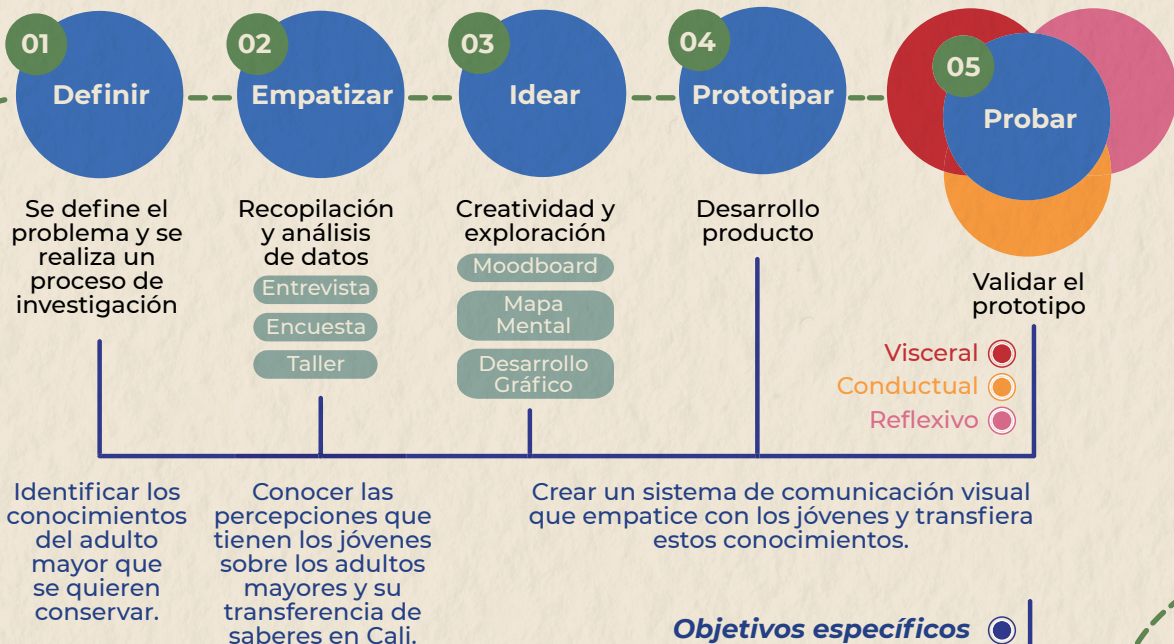 01
Definir
Se define el
problema y se
realiza un
proceso de
investigación
02
Empatizar
Recopilación
y análisis
de datos
Entrevista
Encuesta
Taller
03
Idear
Creatividad y
exploración
Moodboard
Mapa
Mental
Desarrollo
Gráfico
04
Prototipar
Desarrollo
producto
05
Probar
Validar el
prototipo
Visceral
Conductual
Reflexivo
Identificar los
conocimientos
del adulto
mayor que
se quieren
conservar.
Conocer las
percepciones que
tienen los jóvenes
sobre los adultos
mayores y su
transferencia de
saberes en Cali.
Crear un sistema de comunicación visual
que empatice con los jóvenes y transfiera
estos conocimientos.
Objetivos específicos